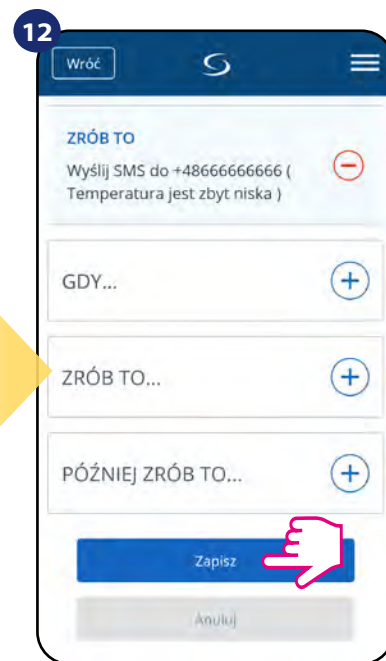 12
Wróć
ZRÓB TO
Wyślij SMS do +48666666666 (
Temperatura jest zbyt niska )
GDY...
ZRÓB TO...
PÓŹNIEJ ZRÓB TO...
Zapisz
Anuluj